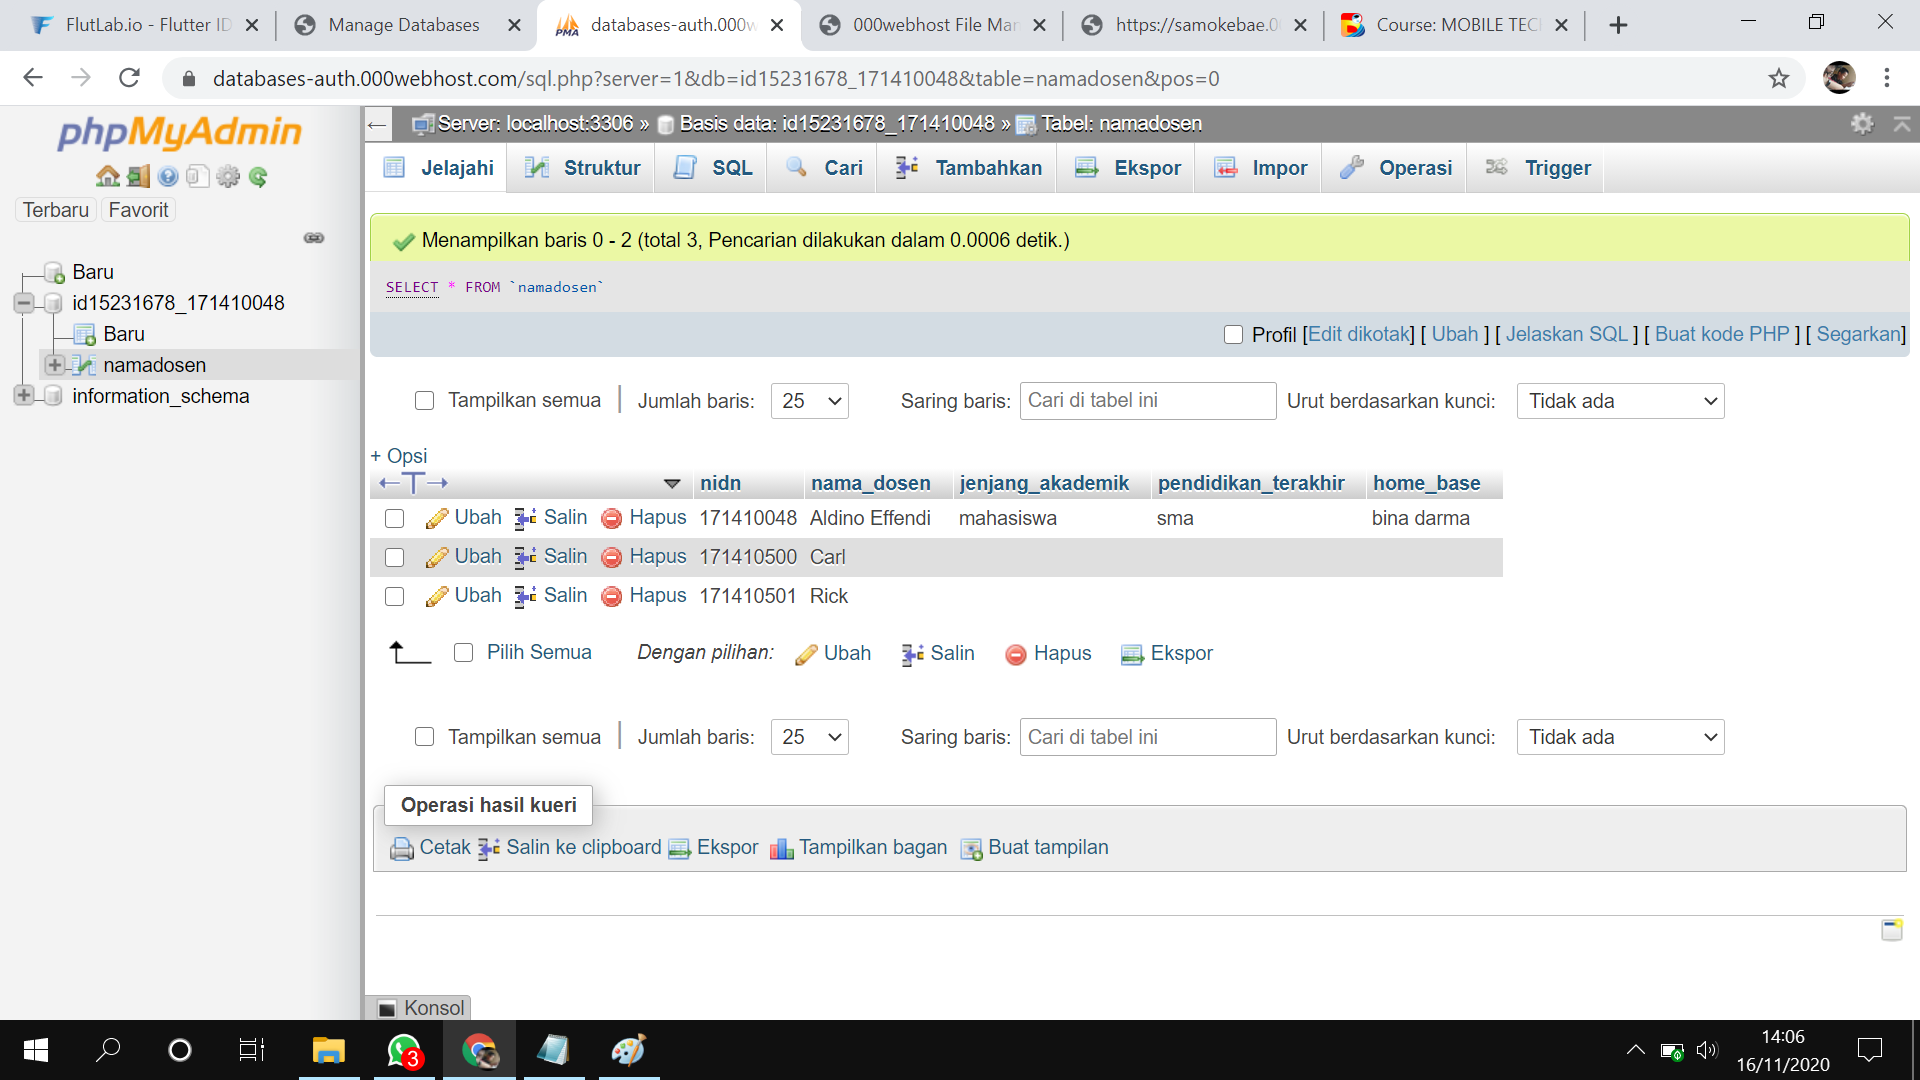 FlutLab.io - Flutter ID
Manage Databases
databases-auth.000w
000webhost File Man
https://samokebae.0
Course: MOBILE TEC
databases-auth.000webhost.com/sql.php?server=1&db=id15231678_171410048&table=namadosen&pos=0
phpMyAdmin
Terbaru Favorit
Baru
id15231678_171410048
Baru
namadosen
information_schema
Server: localhost:3306 » Basis data: id15231678_171410048 » Tabel: namadosen
Jelajahi Struktur SQL Cari Tambahkan Ekspor Impor Operasi Trigger
Menampilkan baris 0 - 2 (total 3, Pencarian dilakukan dalam 0.0006 detik.)
SELECT * FROM `namadosen`
Profil [Edit dikotak] [ Ubah ] [ Jelaskan SQL ] [ Buat kode PHP ] [ Segarkan]
Tampilkan semua | Jumlah baris: 25 Saring baris: Cari di tabel ini Urut berdasarkan kunci: Tidak ada
+ Opsi
←T→ nidn nama_dosen jenjang_akademik pendidikan_terakhir home_base
Ubah Salin Hapus 171410048 Aldino Effendi mahasiswa sma bina darma
Ubah Salin Hapus 171410500 Carl
Ubah Salin Hapus 171410501 Rick
Pilih Semua Dengan pilihan: Ubah Salin Hapus Ekspor
Tampilkan semua | Jumlah baris: 25 Saring baris: Cari di tabel ini Urut berdasarkan kunci: Tidak ada
Operasi hasil kueri
Cetak Salin ke clipboard Ekspor Tampilkan bagan Buat tampilan
Konsol
3
14:06
16/11/2020